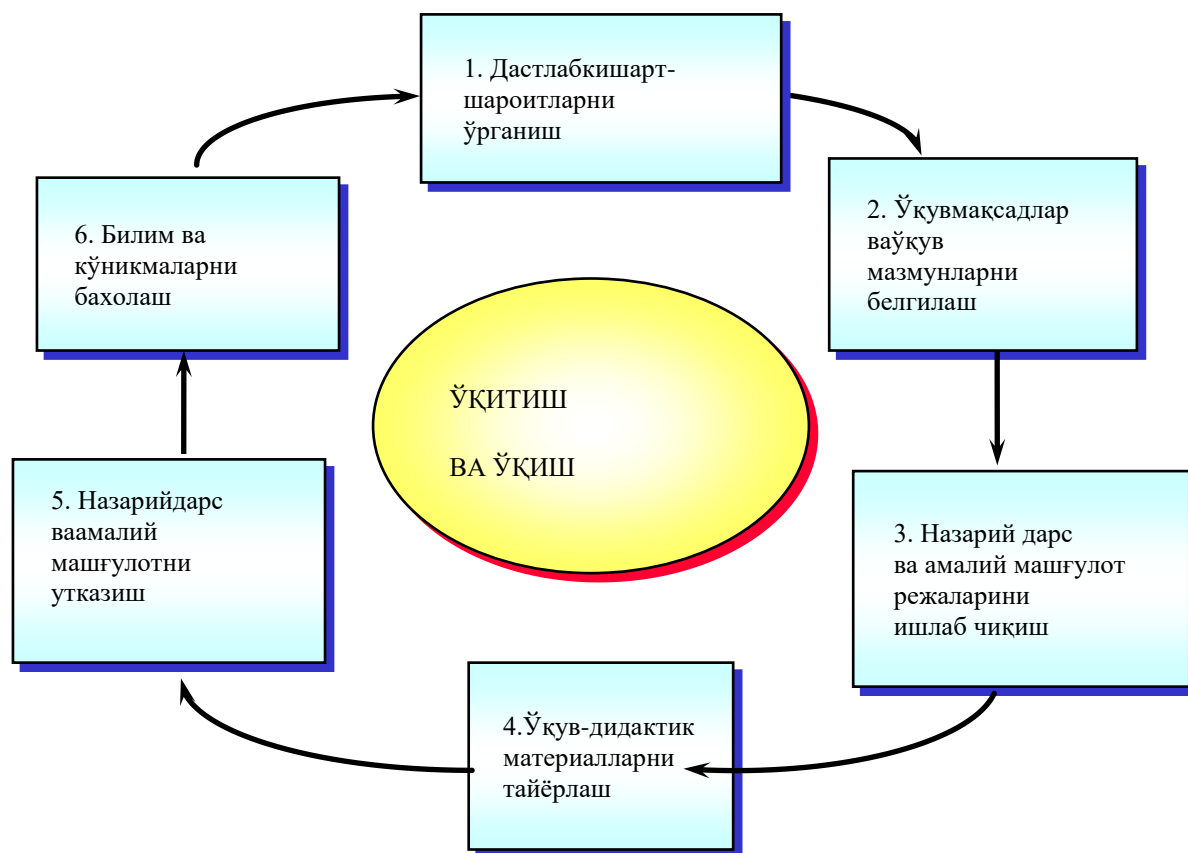 1. Дастлабкишарт-
шароитларни
ўрганиш
2. Ўқувмақсадлар
ваўқув
мазмунларни
белгилаш
3. Назарий дарс
ва амалий машғулот
режаларини
ишлаб чиқиш
4.Ўқув-дидактик
материалларни
тайёрлаш
5. Назарийдарс
ваамалий
машғулотни
утказиш
6. Билим ва
кўникмаларни
бахолаш
ЎҚИТИШ
ВА ЎҚИШ